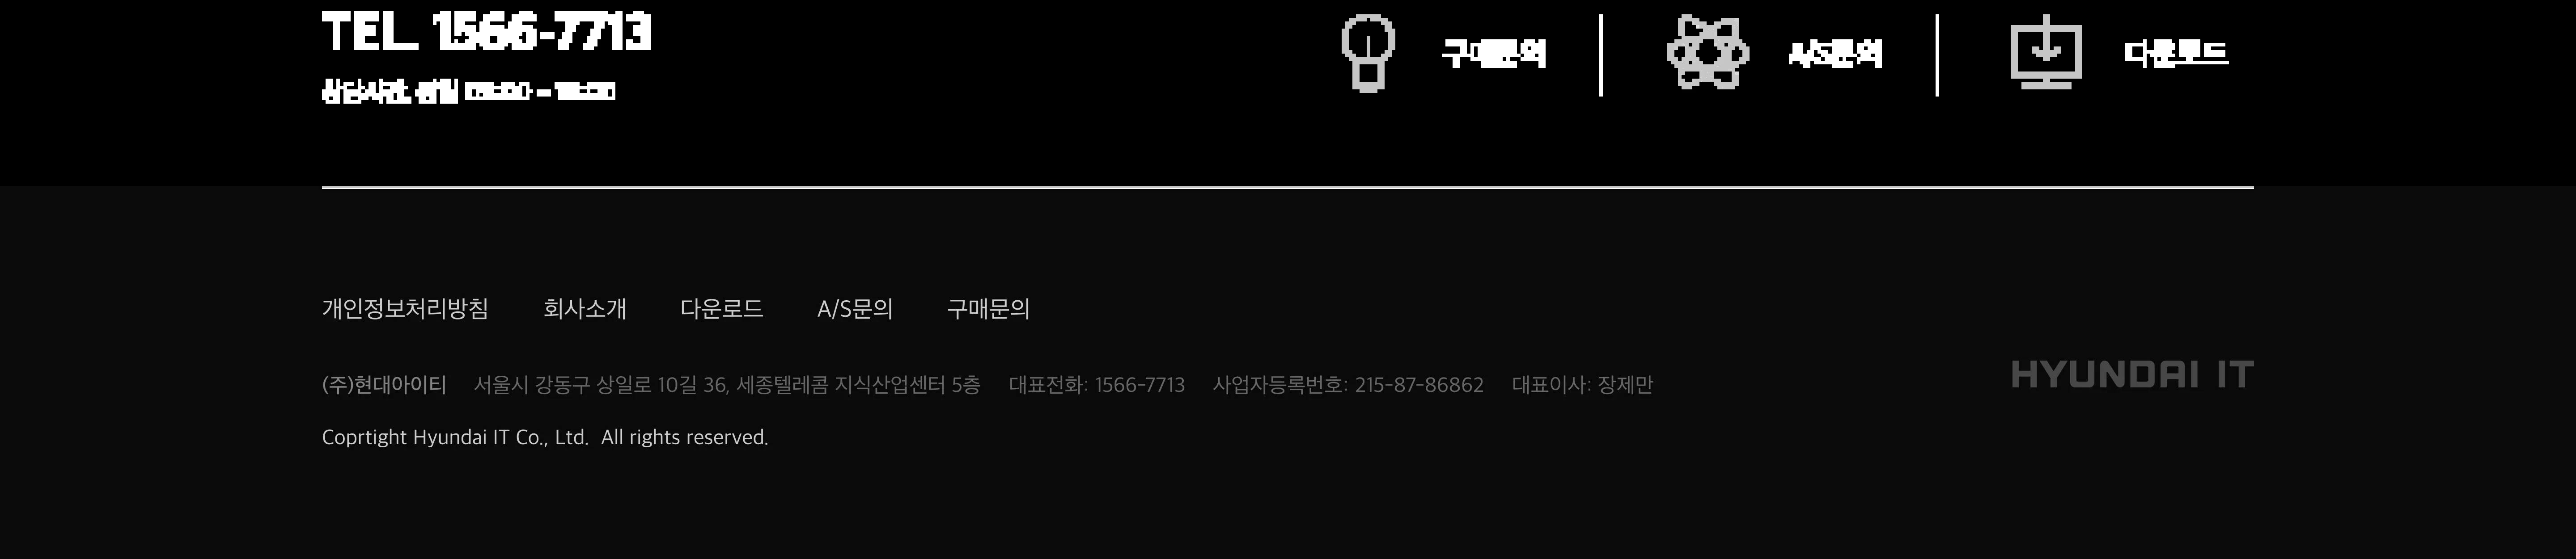 TEL. 1566-7713
구매문의
A/S문의
다운로드
상담시간: 평일
개인정보처리방침 회사소개 다운로드 A/S문의 구매문의
(주)현대아이티 서울시 강동구 상일로 10길 36, 세종텔레콤 지식산업센터 5층 대표전화: 1566-7713 사업자등록번호: 215-87-86862 대표이사: 장제만
HYUNDAI IT
Coprtight Hyundai IT Co., Ltd. All rights reserved.